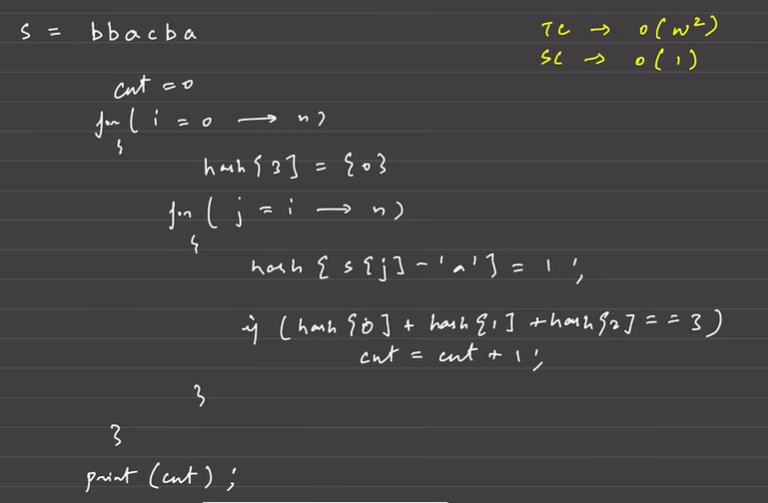 s = bbacba
TC → O(n²)
SC → O(1)
cnt = 0
for( i = 0 → n)
{
hash[3] = {0}
for( j = i → n)
{
hash[s[j]-'a'] = 1;
if (hash[0] + hash[1] + hash[2] == 3)
cnt = cnt + 1;
}
}
print(cnt);